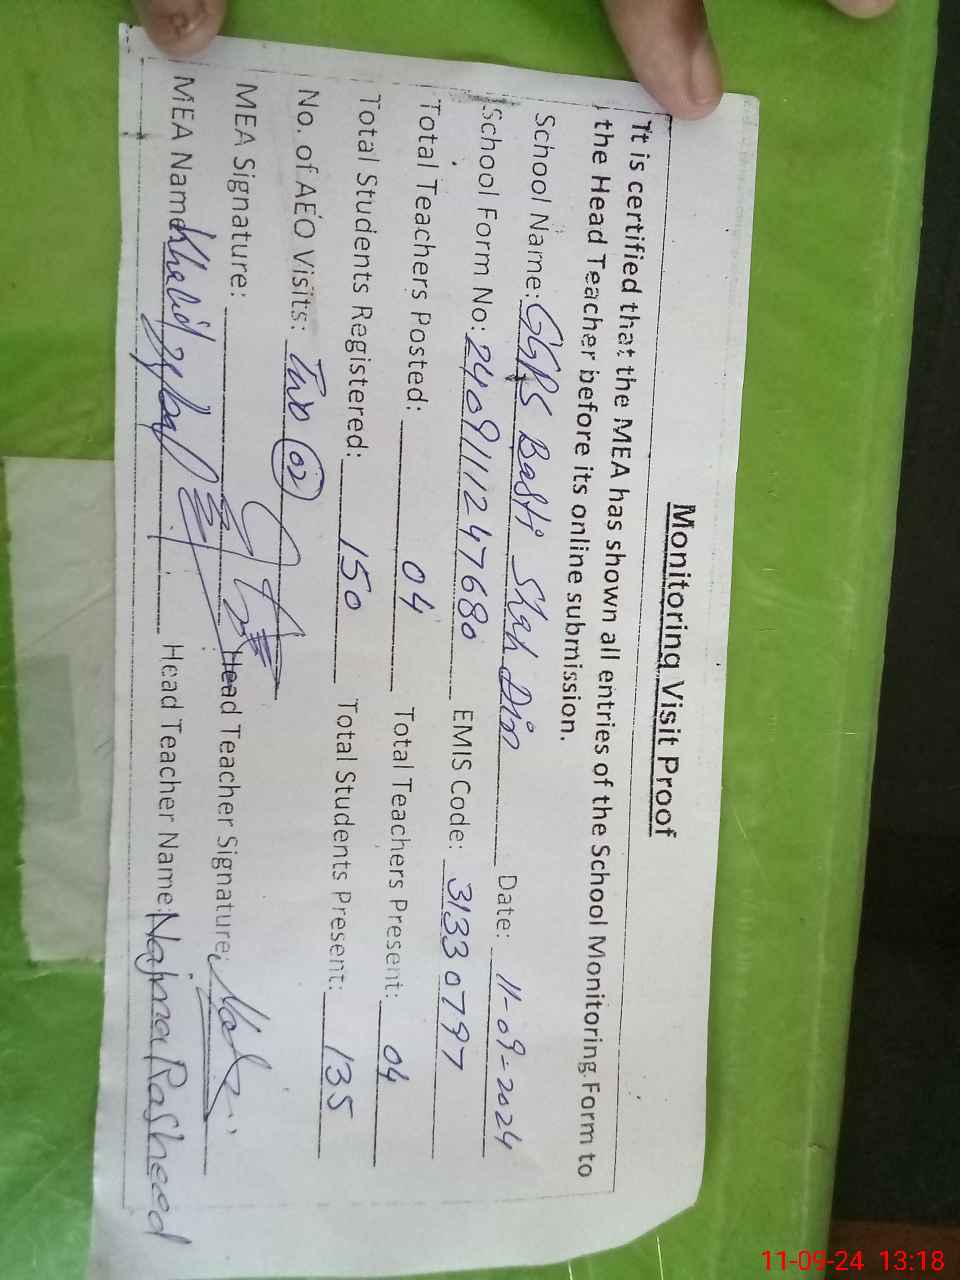 Monitoring Visit Proof
It is certified that the MEA has shown all entries of the School Monitoring Form to
the Head Teacher before its online submission.
School Name: GGPS Basti Shah Din Date: 11-09-2024
School Form No: 240911124 7680 EMIS Code: 31330797
Total Teachers Posted: 04 Total Teachers Present: 04
Total Students Registered: 150 Total Students Present: 135
No. of AEO Visits: Two (02)
MEA Signature: Head Teacher Signature:
MEA Name: Khalid Iqbal Head Teacher Name: Najma Rasheed
11-09-24 13:18